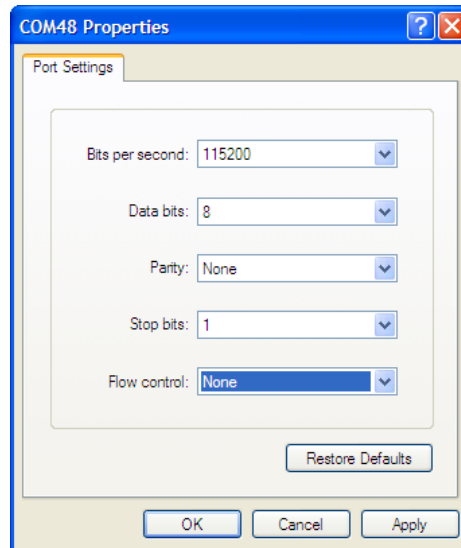 COM48 Properties
Port Settings
Bits per second: 115200
Data bits: 8
Parity: None
Stop bits: 1
Flow control: None
Restore Defaults
OK Cancel Apply